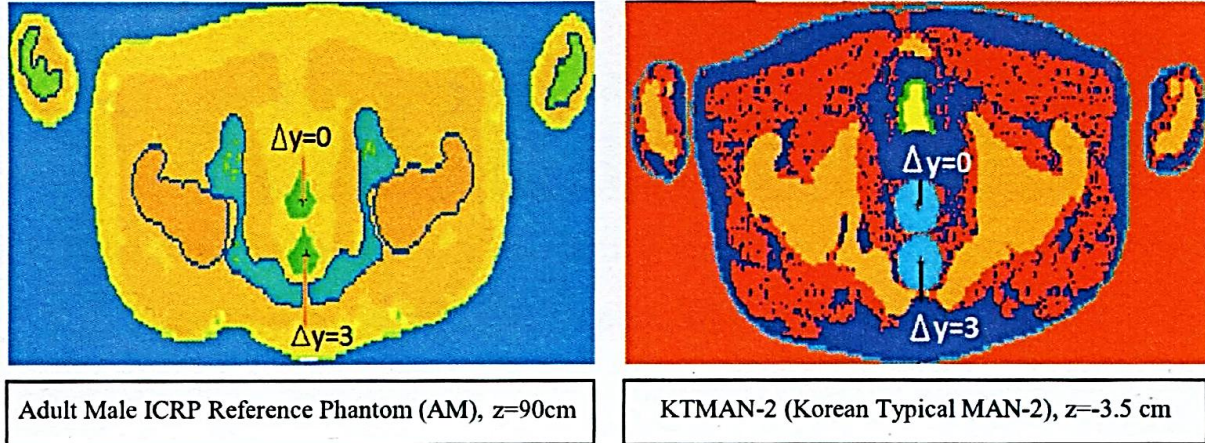 Δy=0
Δy=3
Δy=0
Δy=3
Adult Male ICRP Reference Phantom (AM), z=90cm
KTMAN-2 (Korean Typical MAN-2), z=-3.5 cm